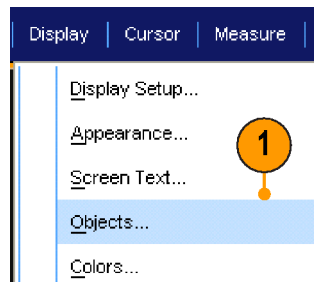 Display | Cursor | Measure |
Display Setup...
Appearance...
1
Screen Text...
Objects...
Colors...